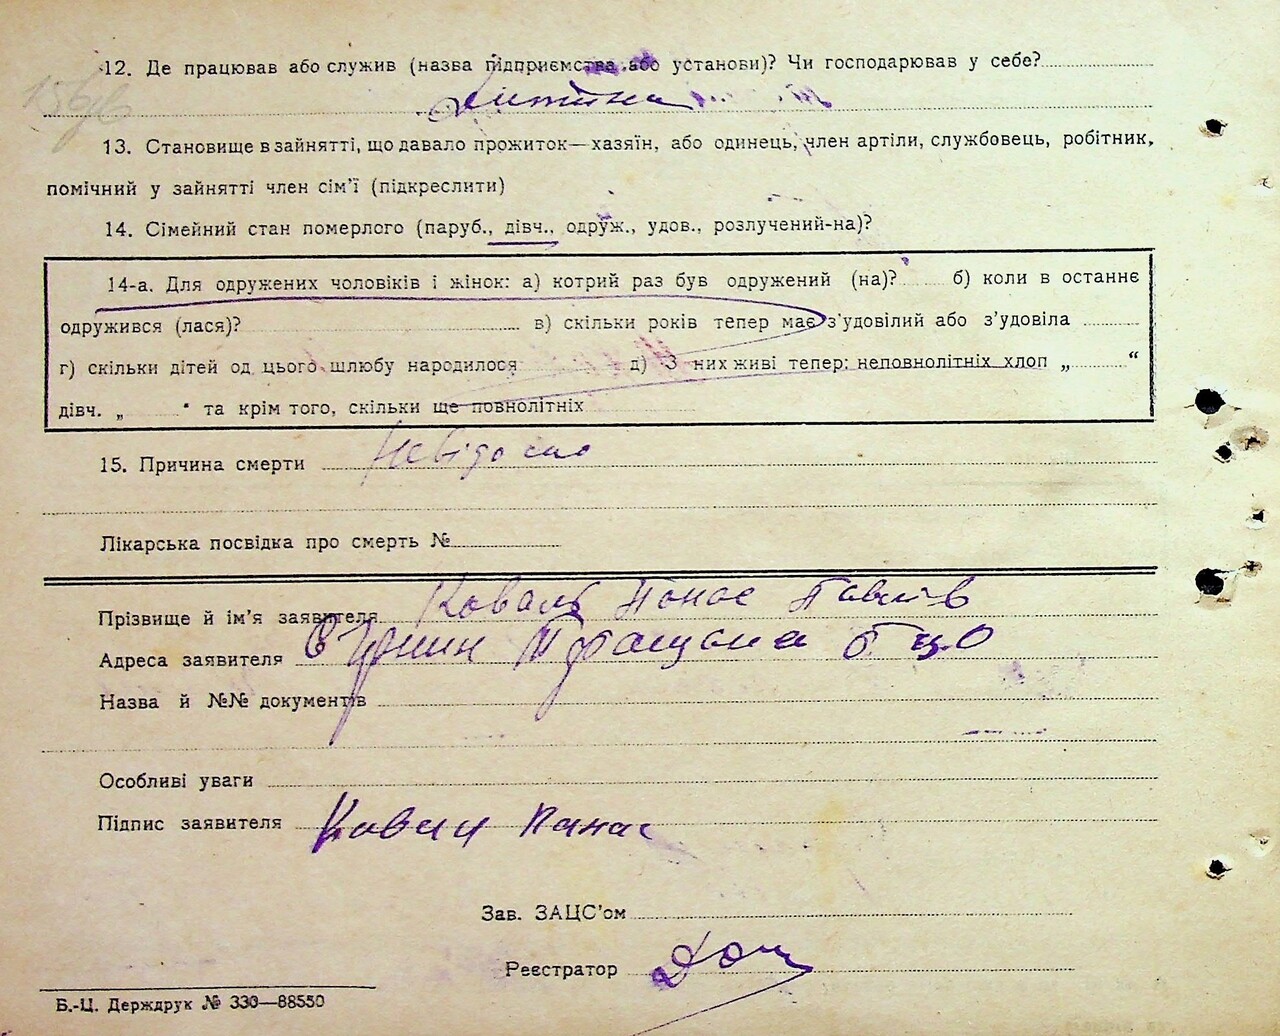 12. Де працював або служив (назва підприємства або установи)? Чи господарював у себе?
Дитина
13. Становище в зайнятті, що давало прожиток—хазяїн, або одинець, член артіли, службовець, робітник,
помічний у зайнятті член сім'ї (підкреслити)
14. Сімейний стан померлого (паруб., дівч., одруж., удов., розлучений-на)?
14-а. Для одружених чоловіків і жінок: а) котрий раз був одружений (на)? б) коли в останнє
одружився (лася)? в) скільки років тепер має з'удовілий або з'удовіла
г) скільки дітей од цього шлюбу народилося д) З них живі тепер: неповнолітніх хлоп „ “
дівч. „ “ та крім того, скільки ще повнолітніх
15. Причина смерти Невідомо
Лікарська посвідка про смерть №
Прізвище й ім'я заявителя Коваль Панас Павлів
Адреса заявителя
Назва й №№ документів
Особливі уваги
Підпис заявителя Коваль Панас
Зав. ЗАЦС'ом
Реєстратор
Б.-Ц. Держдрук № 330—88550